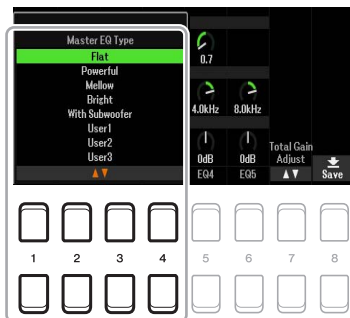 Master EQ Type
Flat
Powerful
Mellow
Bright
With Subwoofer
User1
User2
User3
0.7
4.0kHz 8.0kHz
0dB 0dB
EQ4 EQ5
Total Gain
Adjust
Save
1 2 3 4 5 6 7 8